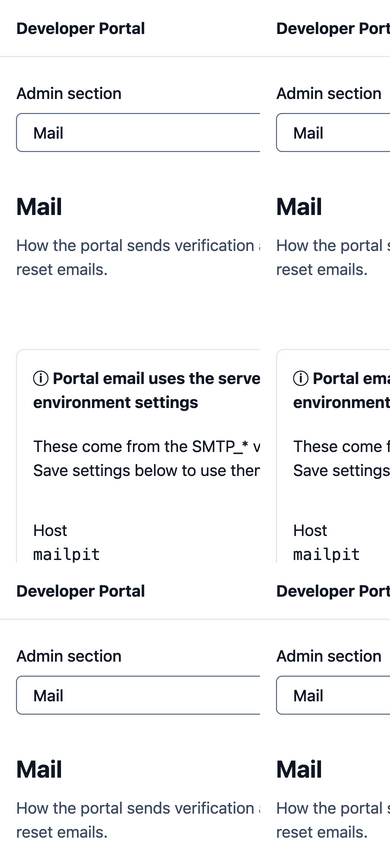 Developer Portal
Admin section
Mail
Mail
How the portal sends verification
reset emails.
ⓘ Portal email uses the serve
environment settings
These come from the SMTP_* v
Save settings below to use ther
Host
mailpit
Developer Port
Admin section
Mail
Mail
How the portal s
reset emails.
ⓘ Portal ema
environment
These come f
Save settings
Host
mailpit
Developer Portal
Admin section
Mail
Mail
How the portal sends verification
reset emails.
Developer Port
Admin section
Mail
Mail
How the portal s
reset emails.